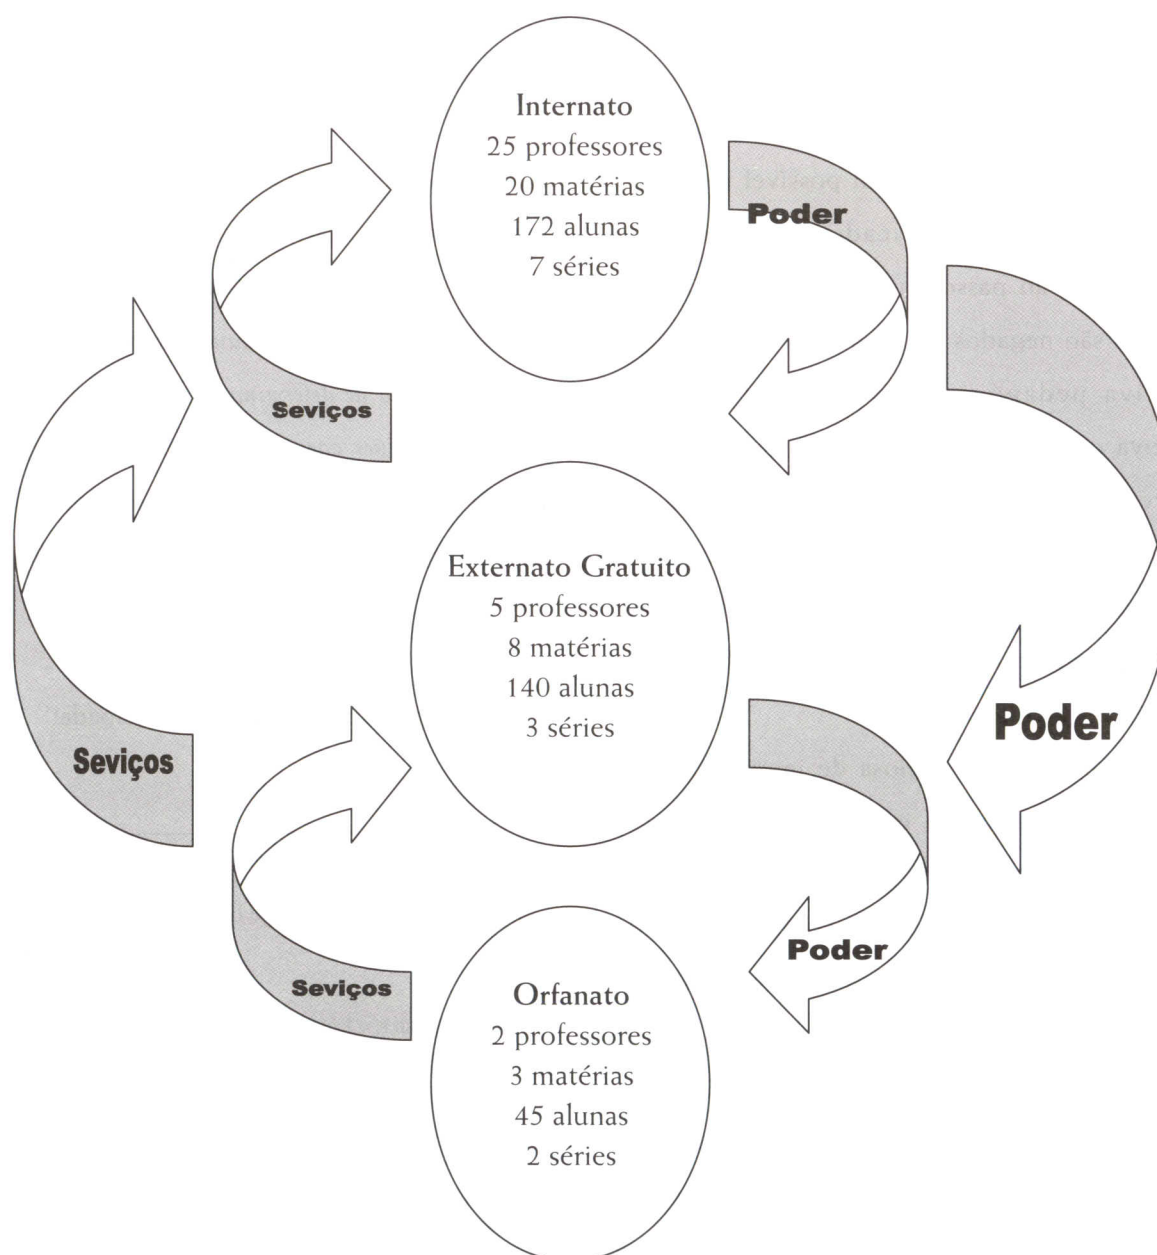 Internato
25 professores
20 matérias
172 alunas
7 séries
Poder
Seviços
Externato Gratuito
5 professores
8 matérias
140 alunas
3 séries
Poder
Seviços
Poder
Seviços
Orfanato
2 professores
3 matérias
45 alunas
2 séries